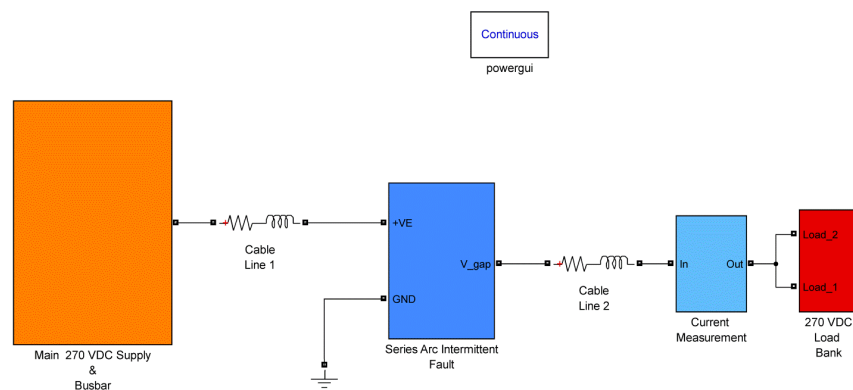 Continuous
powergui
+VE
Cable
Line 1
V_gap
GND
Series Arc Intermittent
Fault
Cable
Line 2
In
Out
Current
Measurement
Load_2
Load_1
270 VDC
Load
Bank
Main 270 VDC Supply
&
Busbar